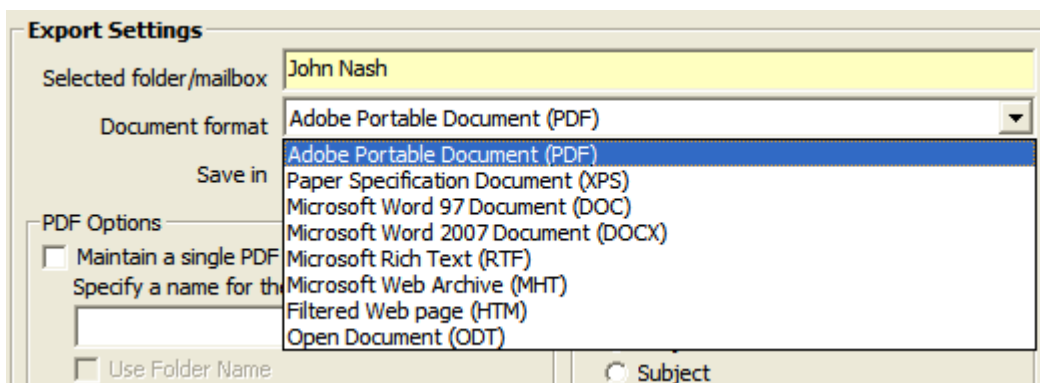 Export Settings
Selected folder/mailbox John Nash
Document format Adobe Portable Document (PDF)
Adobe Portable Document (PDF)
Save in
Paper Specification Document (XPS)
Microsoft Word 97 Document (DOC)
PDF Options
Microsoft Word 2007 Document (DOCX)
Maintain a single PDF
Microsoft Rich Text (RTF)
Specify a name for the
Microsoft Web Archive (MHT)
Filtered Web page (HTM)
Open Document (ODT)
Use Folder Name
Subject